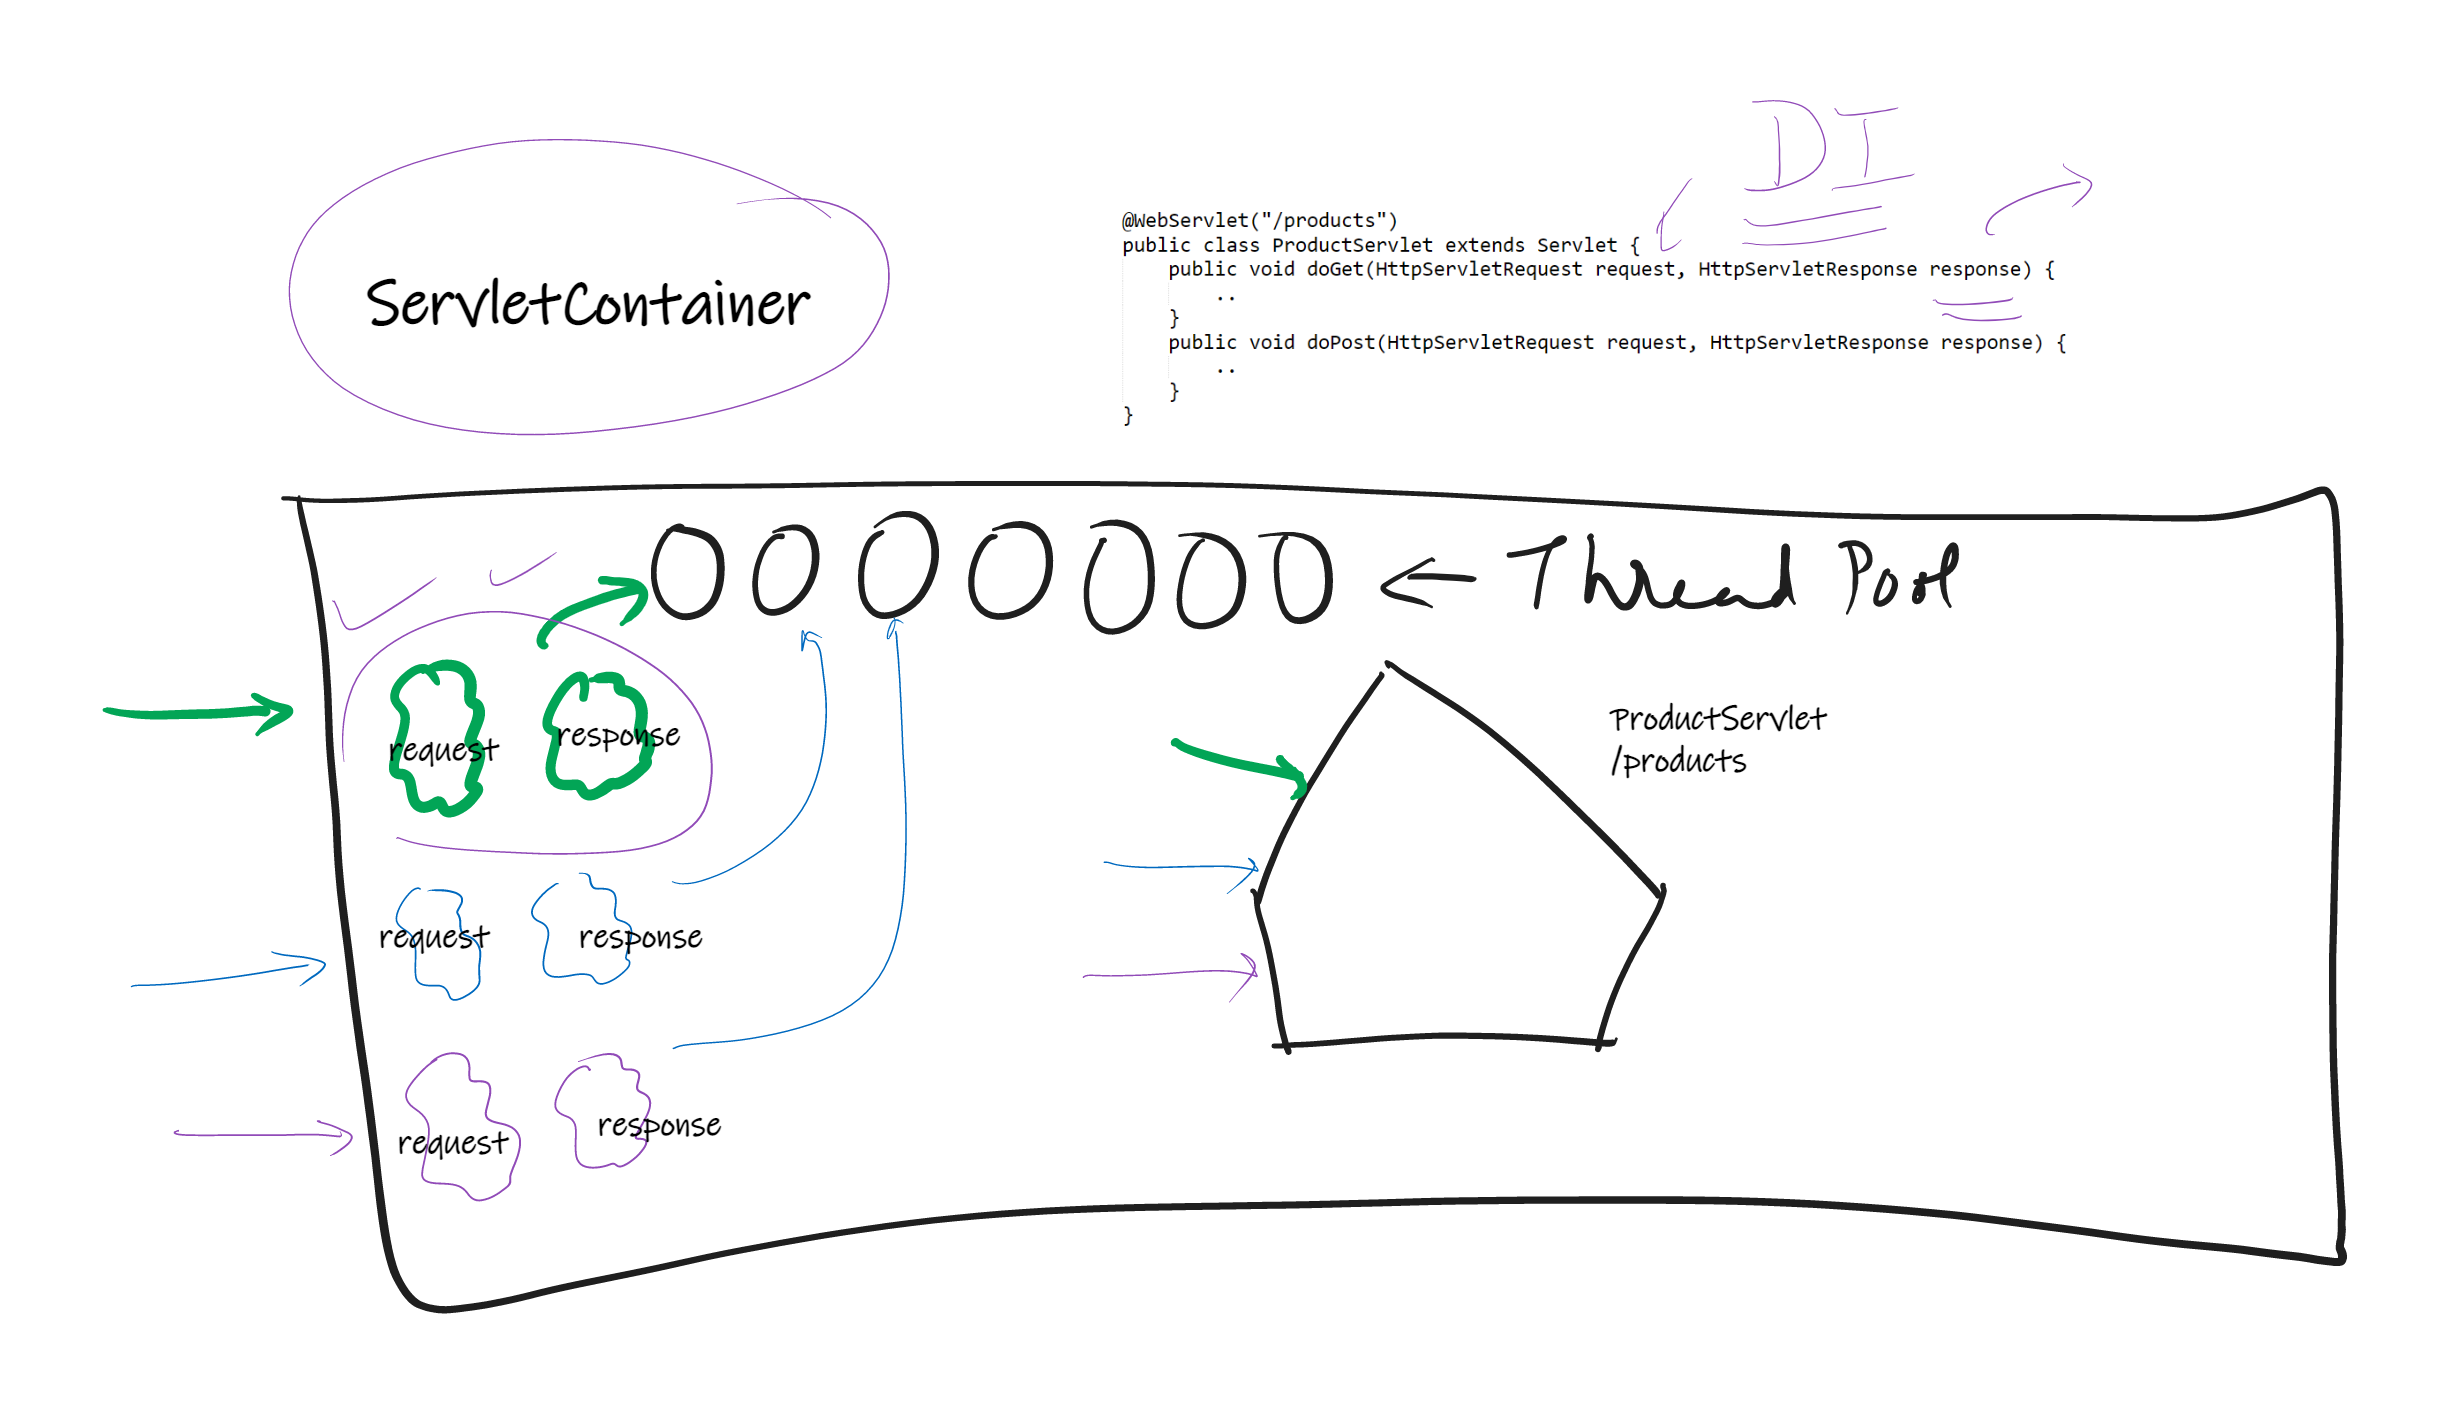 DI
@WebServlet("/products")
public class ProductServlet extends Servlet {
public void doGet(HttpServletRequest request, HttpServletResponse response) {
..
}
public void doPost(HttpServletRequest request, HttpServletResponse response) {
..
}
}
ServletContainer
Thread Pool
request response
ProductServlet
/products
request response
request response